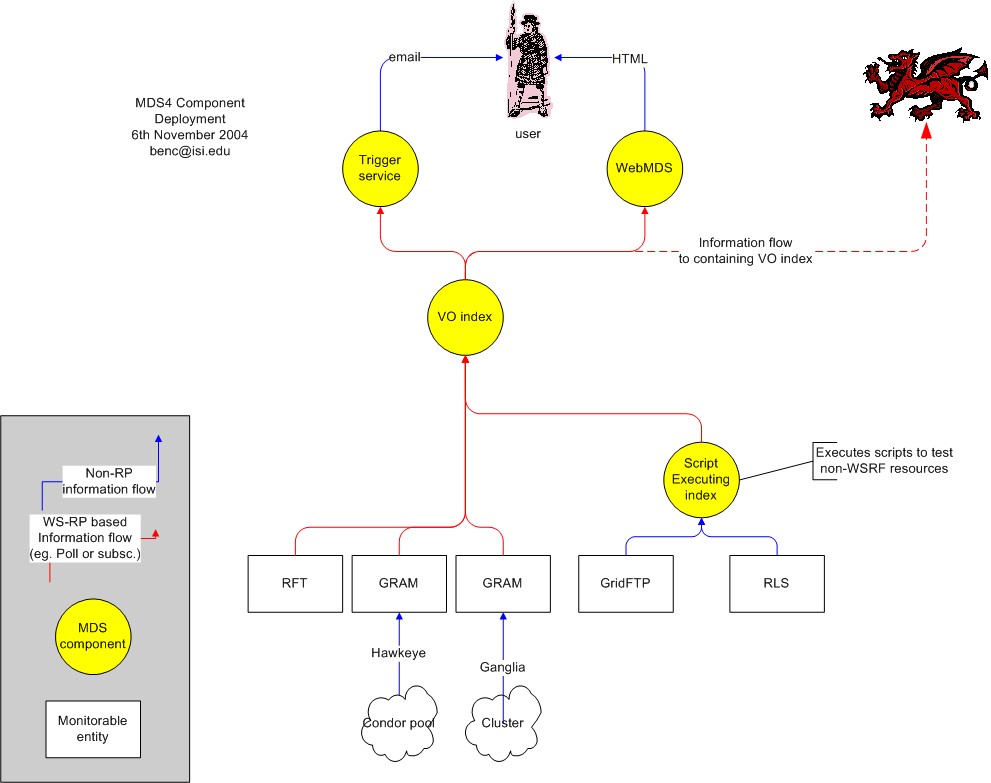 email
HTML
MDS4 Component
Deployment
6th November 2004
benc@isi.edu
user
Trigger
service
WebMDS
Information flow
to containing VO index
VO index
Non-RP
information flow
WS-RP based
Information flow
(eg. Poll or subsc.)
MDS
component
Monitorable
entity
Script
Executing
index
Executes scripts to test
non-WSRF resources
RFT
GRAM
GRAM
GridFTP
RLS
Hawkeye
Ganglia
Condor pool
Cluster